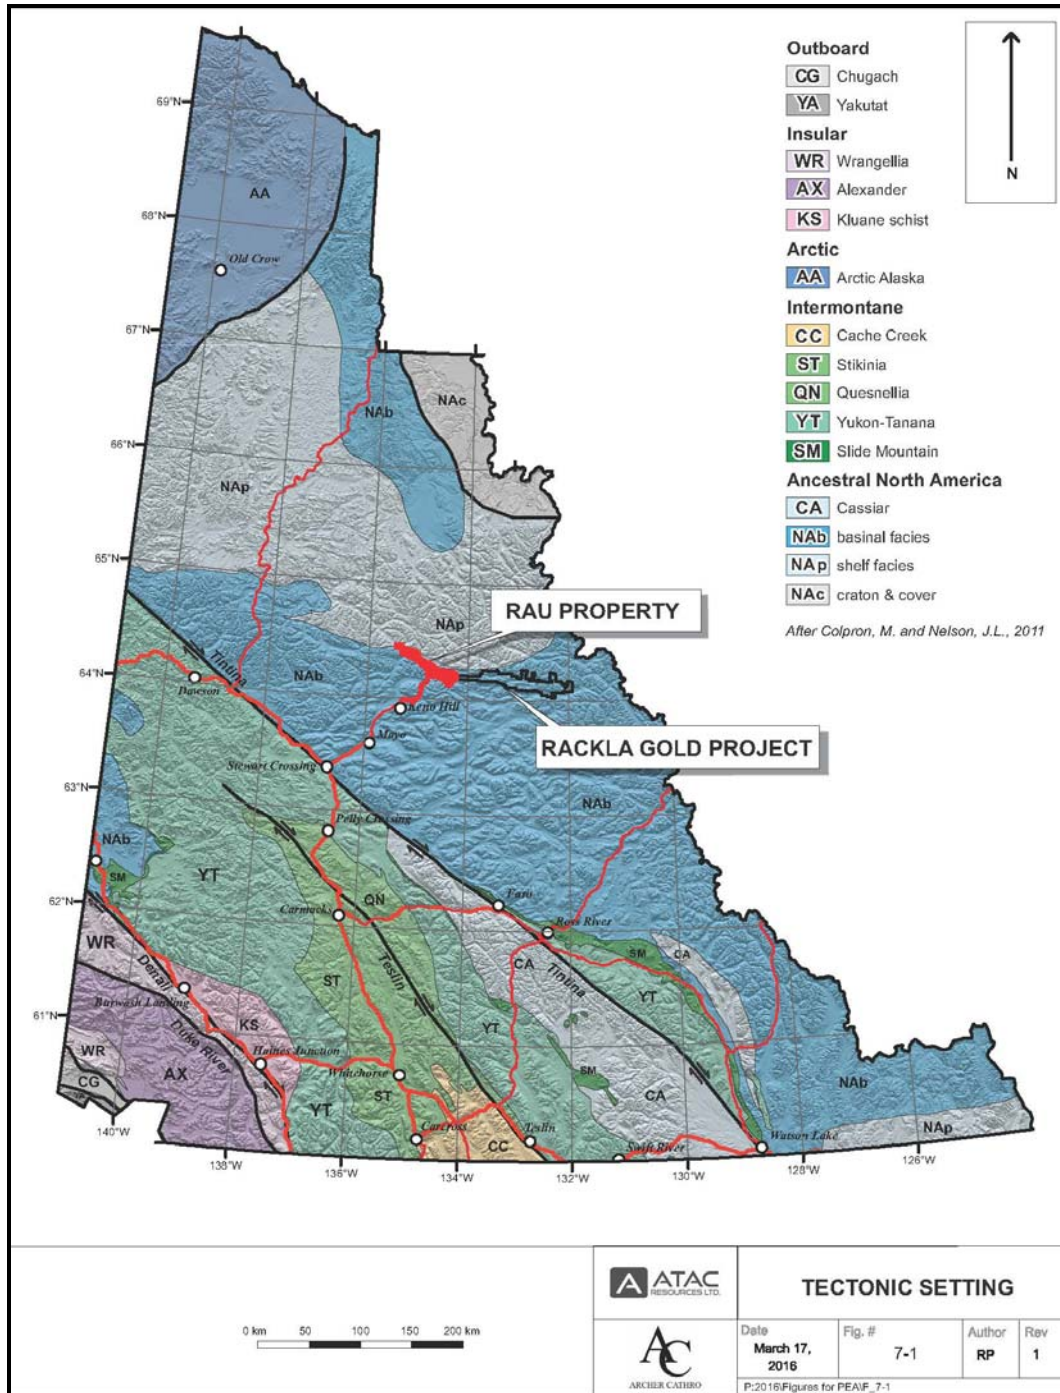 Outboard
CG Chugach
YA Yakutat
Insular
WR Wrangellia
AX Alexander
KS Kluane schist
Arctic
AA Arctic Alaska
Intermontane
CC Cache Creek
ST Stikinia
QN Quesnellia
YT Yukon-Tanana
SM Slide Mountain
Ancestral North America
CA Cassiar
NAb basinal facies
NAp shelf facies
NAc craton & cover
After Colpron, M. and Nelson, J.L., 2011
N
69°N
68°N
67°N
66°N
65°N
64°N
63°N
62°N
61°N
AA
Old Crow
NAc
NAb
NAp
NAp
RAU PROPERTY
NAb
Tintina
Dawson
Keno Hill
RACKLA GOLD PROJECT
Mayo
Stewart Crossing
NAb
Pelly Crossing
NAb
SM
YT
QN
Faro
Carmacks
Ross River
WR
ST
Teslin
CA
Tintina
SM
CA
YT
Denali
Burwash Landing
KS
Duke River
YT
Haines Junction
WR
CG
AX
Whitehorse
SM
YT
ST
CA
NAb
Carcross
CC
Teslin
Swift River
Watson Lake
NAp
140°W
138°W
136°W
134°W
132°W
130°W
128°W
126°W
0 km 50 100 150 200 km
ATAC
RESOURCES LTD.
TECTONIC SETTING
AC
ARCHER CATHRO
Date
March 17,
2016
Fig. #
7-1
Author
RP
Rev
1
P:2016\Figures for PEA\F_7-1